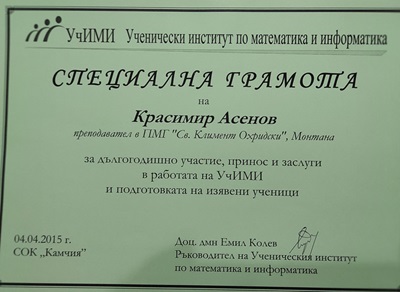 УчИМИ Ученически институт по математика и информатика
СПЕЦИАЛНА ГРАМОТА
на
Красимир Асенов
преподавател в ПМГ "Св. Климент Охридски", Монтана
за дългогодишно участие, принос и заслуги
в работата на УчИМИ
и подготовката на изявени ученици
04.04.2015 г.
СОК „Камчия”
Доц. дмн Емил Колев
Ръководител на Ученическия институт
по математика и информатика